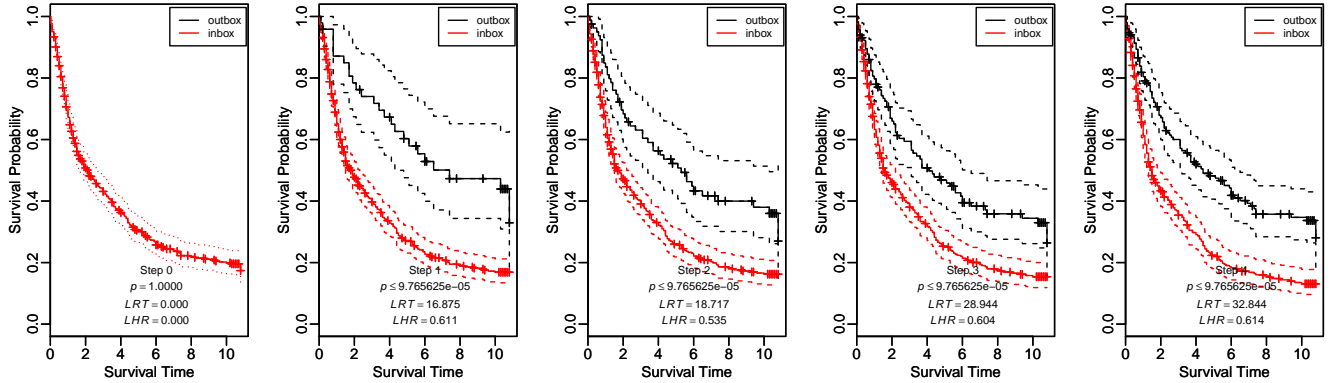 outbox
inbox
Survival Probability
0.0 0.2 0.4 0.6 0.8 1.0
Step 0
p = 1.0000
LRT = 0.000
LHR = 0.000
0 2 4 6 8 10
Survival Time
outbox
inbox
Survival Probability
0.0 0.2 0.4 0.6 0.8 1.0
Step 1
p ≤ 9.765625e−05
LRT = 16.875
LHR = 0.611
0 2 4 6 8 10
Survival Time
outbox
inbox
Survival Probability
0.0 0.2 0.4 0.6 0.8 1.0
Step 2
p ≤ 9.765625e−05
LRT = 18.717
LHR = 0.535
0 2 4 6 8 10
Survival Time
outbox
inbox
Survival Probability
0.0 0.2 0.4 0.6 0.8 1.0
Step 3
p ≤ 9.765625e−05
LRT = 28.944
LHR = 0.604
0 2 4 6 8 10
Survival Time
outbox
inbox
Survival Probability
0.0 0.2 0.4 0.6 0.8 1.0
Step
p ≤ 9.765625e−05
LRT = 32.844
LHR = 0.614
0 2 4 6 8 10
Survival Time